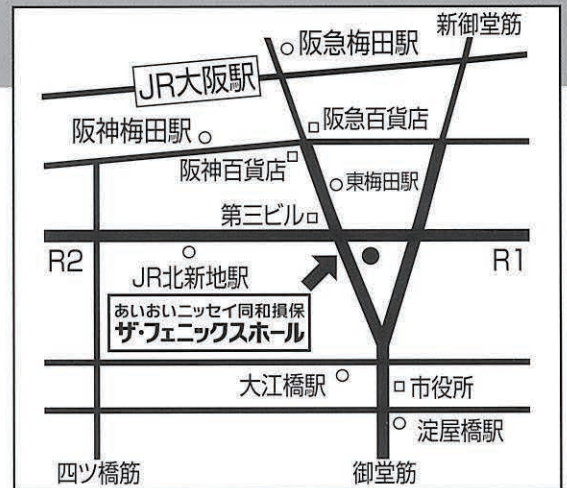 新御堂筋
阪急梅田駅
JR大阪駅
阪急百貨店
阪神梅田駅
阪神百貨店
東梅田駅
第三ビル
R2
R1
JR北新地駅
あいおいニッセイ同和損保
ザ・フェニックスホール
大江橋駅
市役所
淀屋橋駅
四ツ橋筋
御堂筋